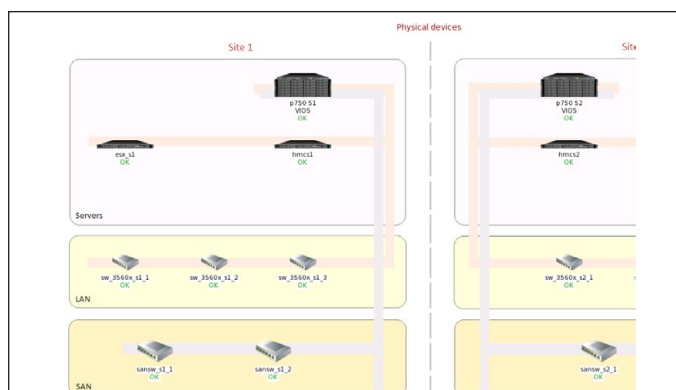 Physical devices
Site 1
Site
p750 S1
VIOS
OK
p750 S2
VIOS
OK
esx_s1
OK
hmcs1
OK
hmcs2
OK
Servers
sw_3560x_s1_1
OK
sw_3560x_s1_2
OK
sw_3560x_s1_3
OK
sw_3560x_s2_1
OK
LAN
sansw_s1_1
OK
sansw_s1_2
OK
sansw_s2_1
OK
SAN